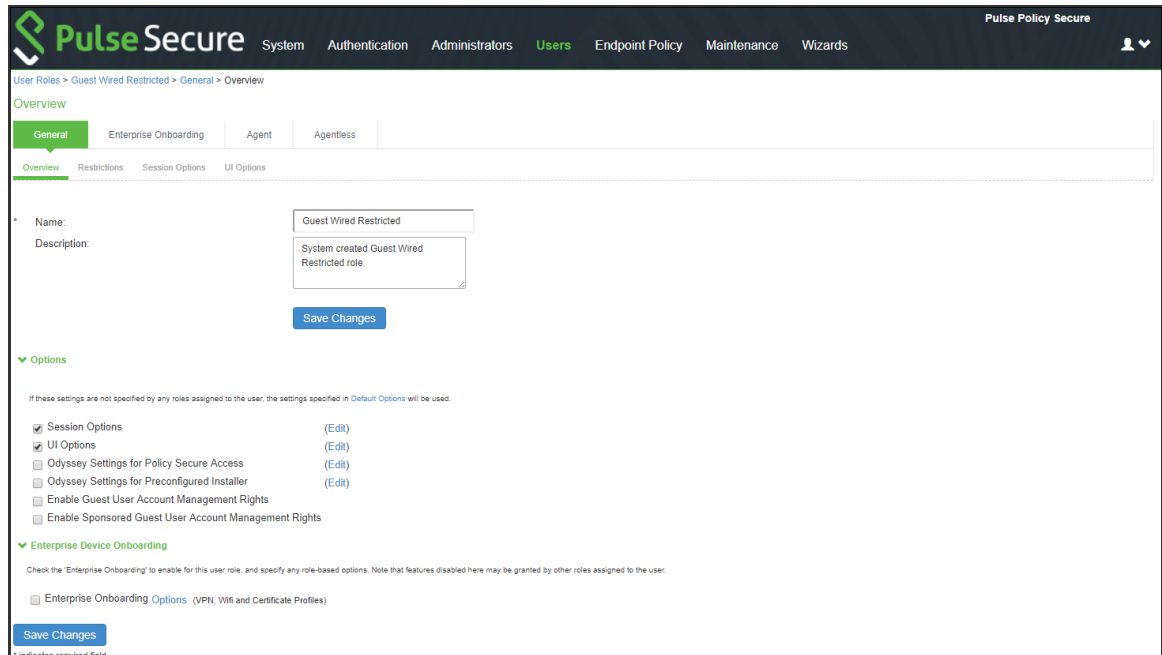 Pulse Policy Secure
Pulse Secure System Authentication Administrators Users Endpoint Policy Maintenance Wizards
User Roles > Guest Wired Restricted > General > Overview
Overview
General Enterprise Onboarding Agent Agentless
Overview Restrictions Session Options UI Options
* Name: Guest Wired Restricted
Description: System created Guest Wired
Restricted role.
Save Changes
Options
If these settings are not specified by any roles assigned to the user, the settings specified in Default Options will be used.
Session Options (Edit)
UI Options (Edit)
Odyssey Settings for Policy Secure Access (Edit)
Odyssey Settings for Preconfigured Installer (Edit)
Enable Guest User Account Management Rights
Enable Sponsored Guest User Account Management Rights
Enterprise Device Onboarding
Check the 'Enterprise Onboarding' to enable for this user role, and specify any role-based options. Note that features disabled here may be granted by other roles assigned to the user.
Enterprise Onboarding Options (VPN, Wifi and Certificate Profiles)
Save Changes
* indicates required field